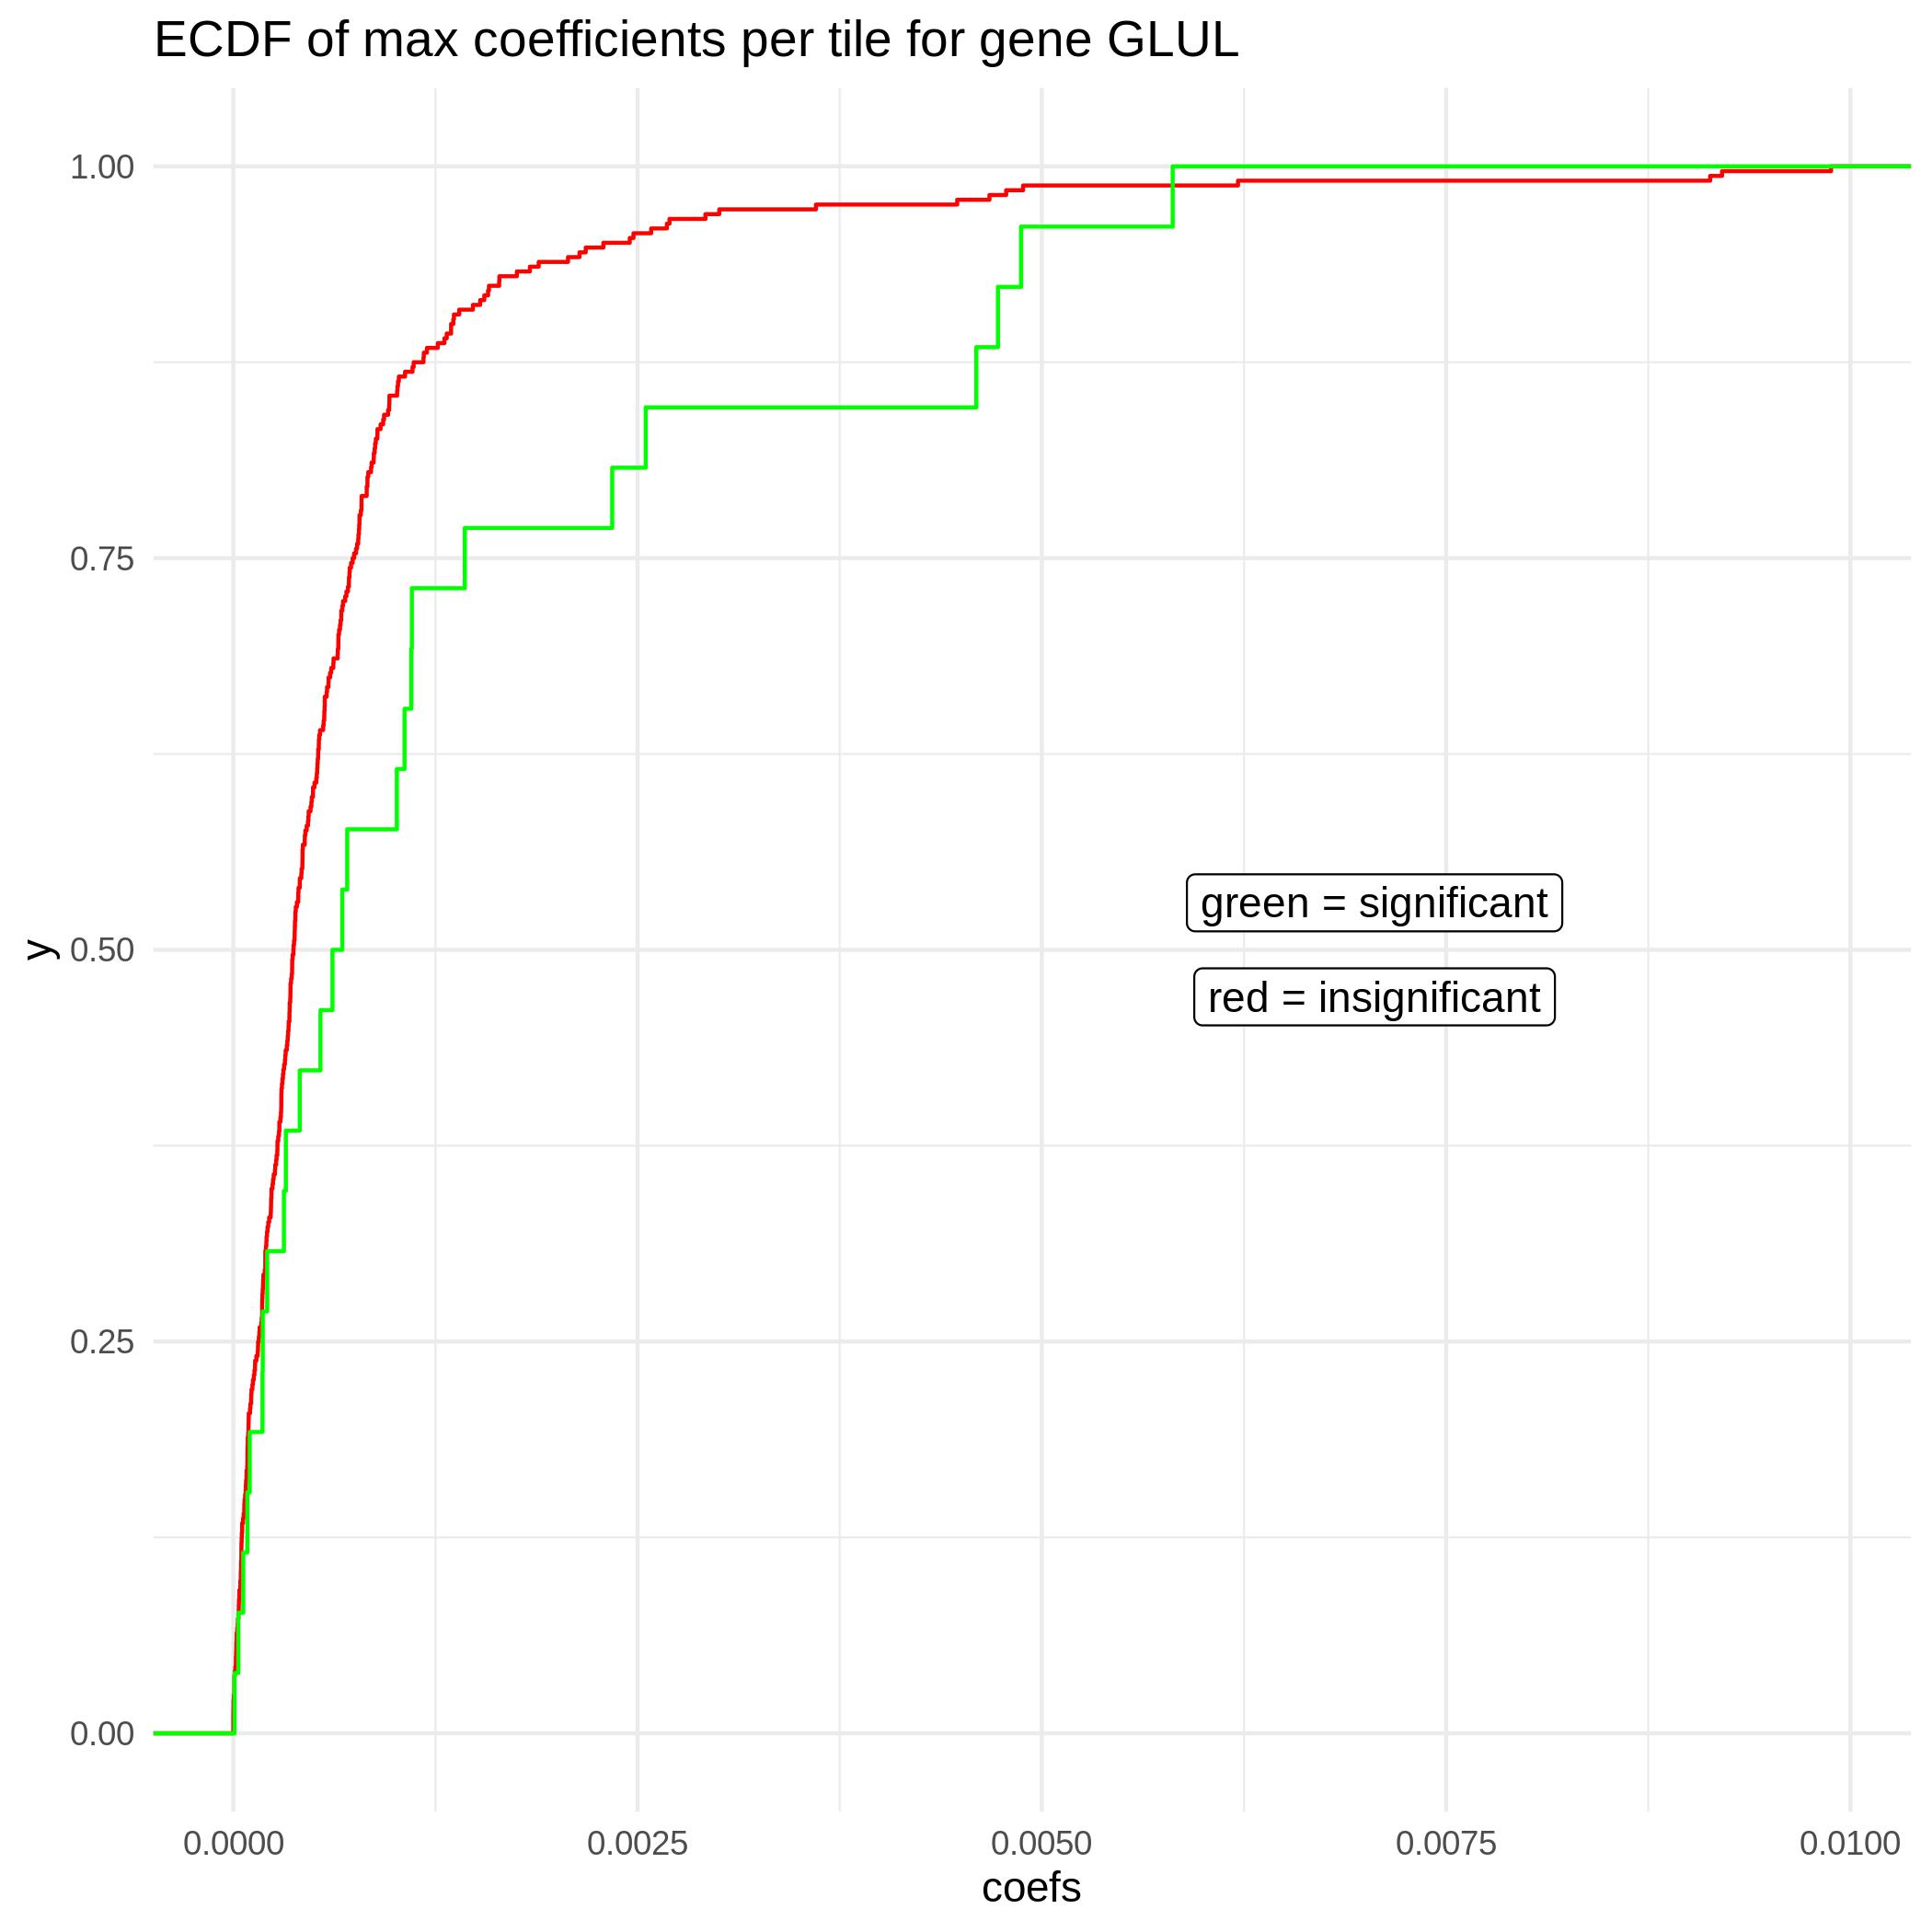 ECDF of max coefficients per tile for gene GLUL
1.00
0.75
0.50
0.25
0.00
y
green = significant
red = insignificant
0.0000 0.0025 0.0050 0.0075 0.0100
coefs